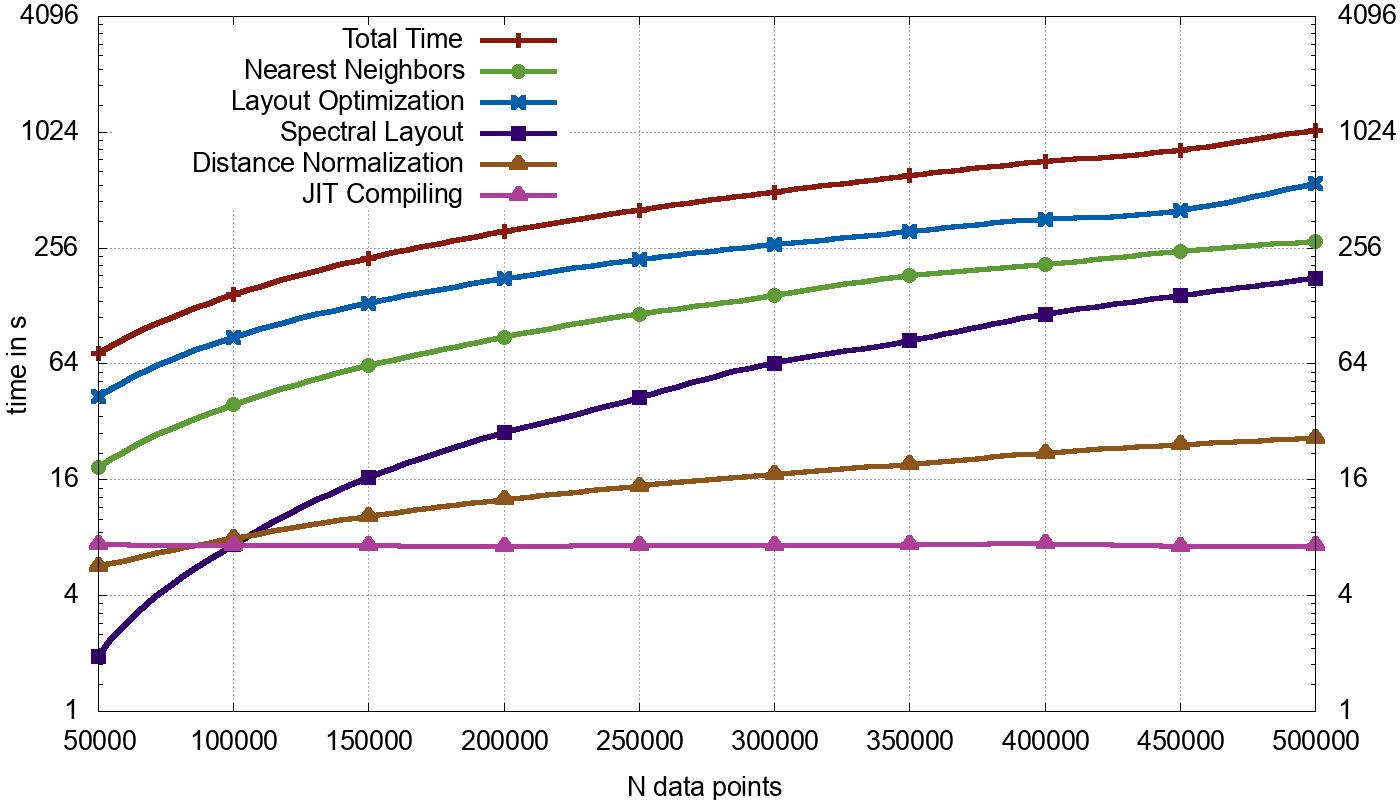 4096 4096
Total Time
Nearest Neighbors
Layout Optimization
1024 Spectral Layout 1024
Distance Normalization
JIT Compiling
256 256
time in s
64 64
16 16
4 4
1 1
50000 100000 150000 200000 250000 300000 350000 400000 450000 500000
N data points